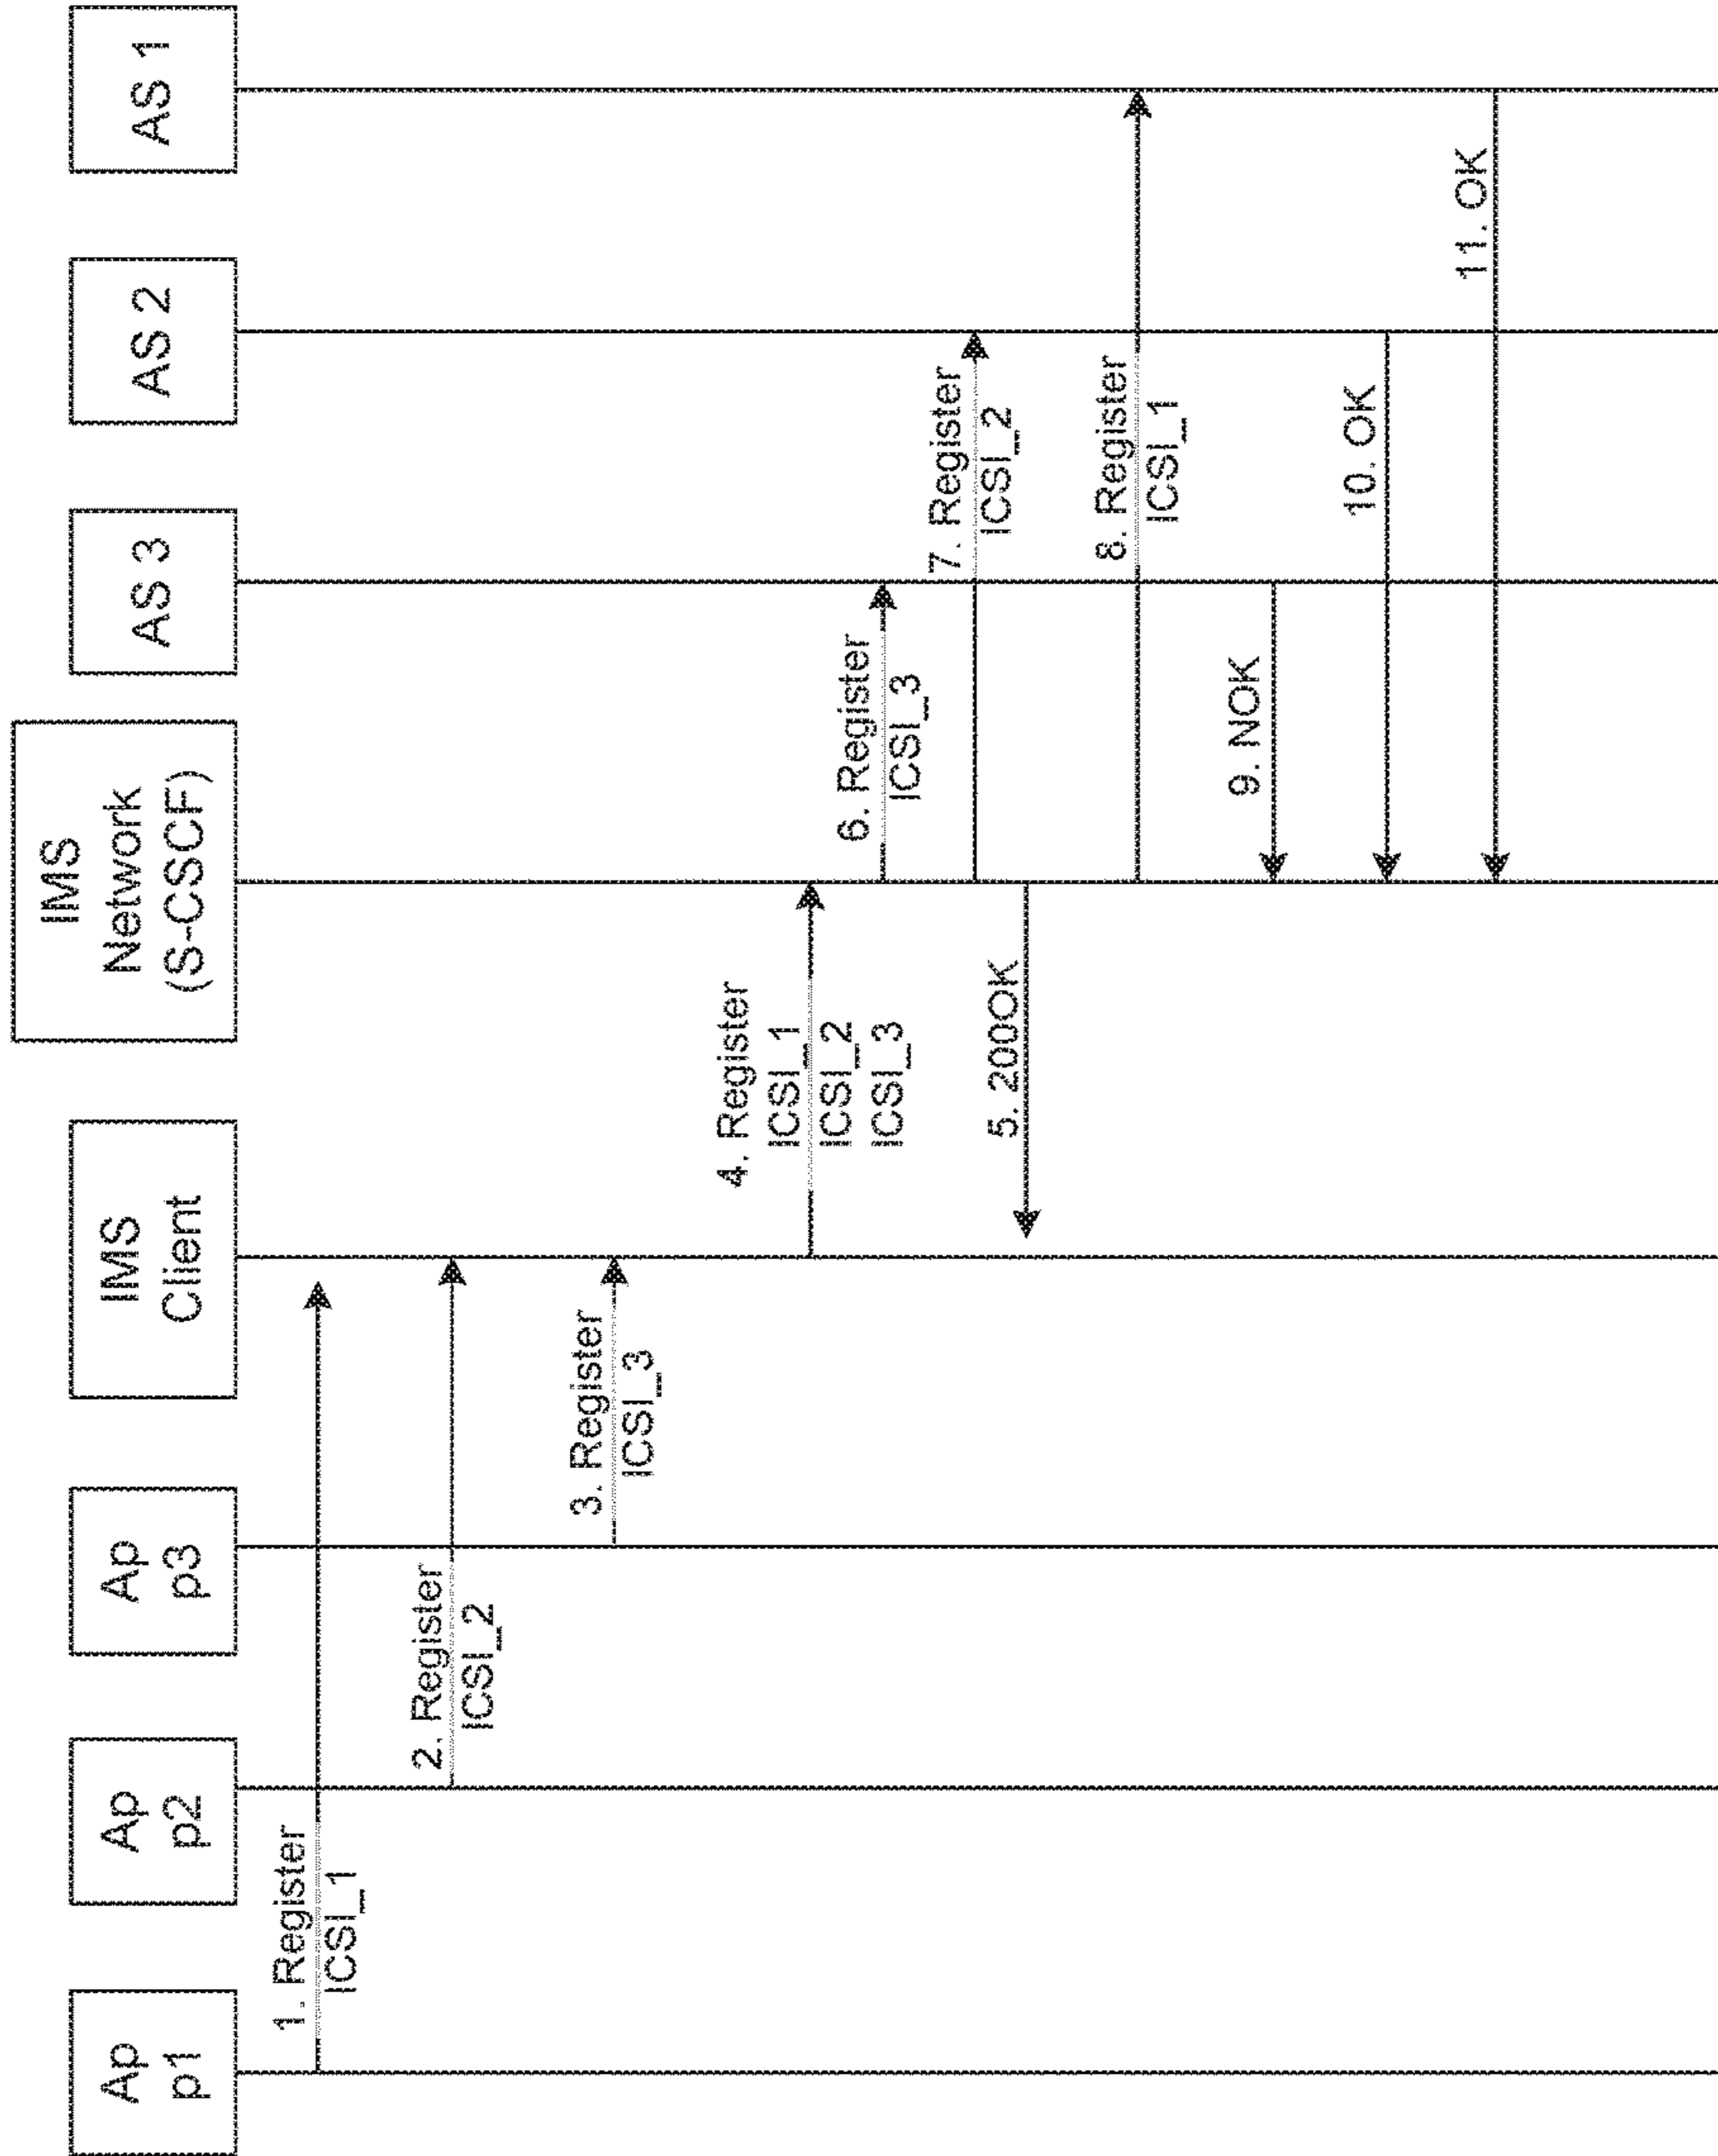 Ap
p1
Ap
p2
Ap
p3
IMS
Client
IMS
Network
(S-CSCF)
AS 3
AS 2
AS 1
1. Register
ICSI_1
2. Register
ICSI_2
3. Register
ICSI_3
4. Register
ICSI_1
ICSI_2
ICSI_3
5. 200OK
6. Register
ICSI_3
7. Register
ICSI_2
8. Register
ICSI_1
9. NOK
10. OK
11. OK